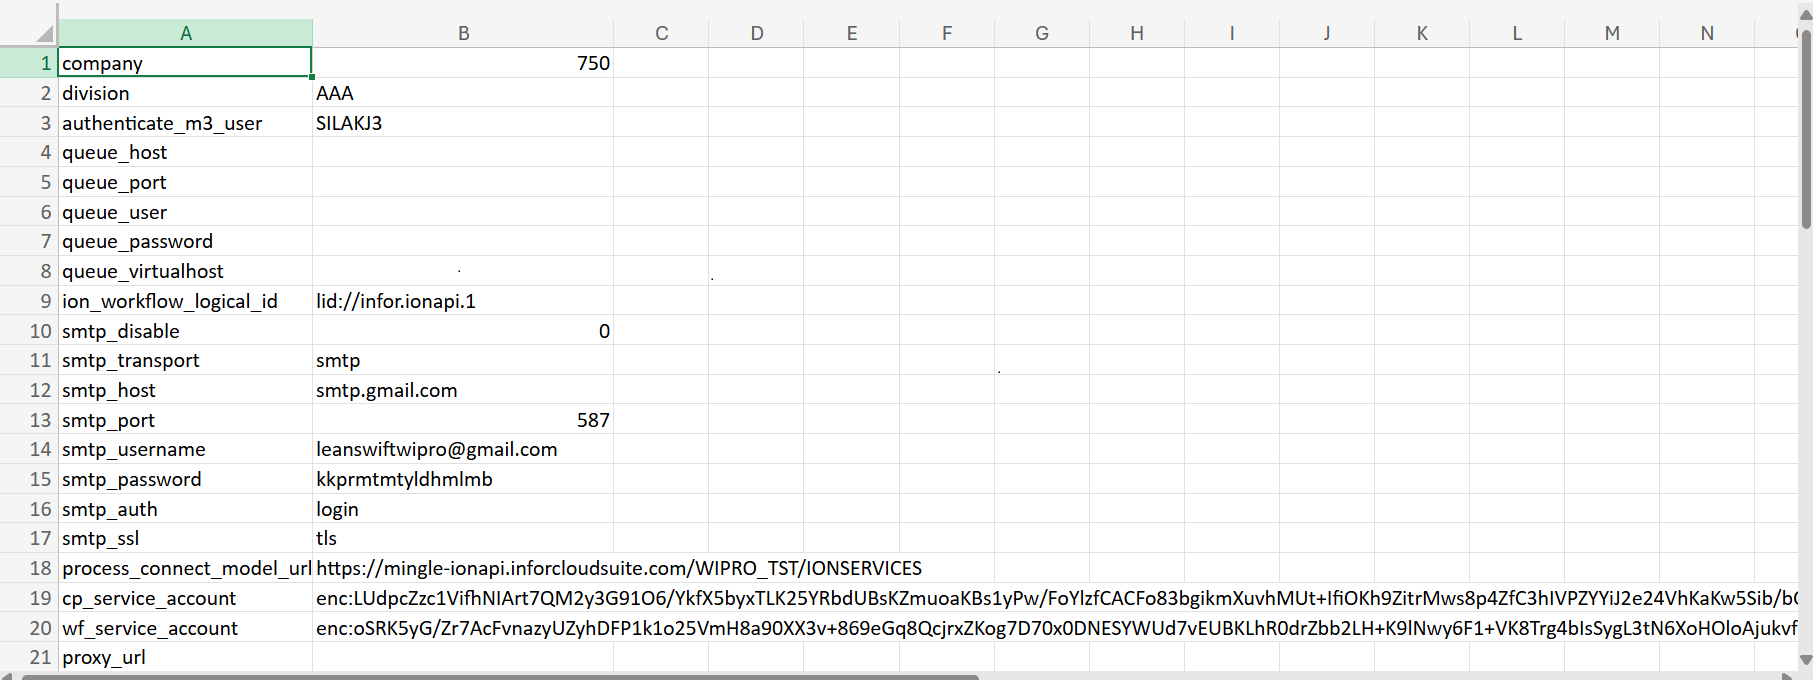 A B C D E F G H I J K L M N
1 company 750
2 division AAA
3 authenticate_m3_user SILAKJ3
4 queue_host
5 queue_port
6 queue_user
7 queue_password
8 queue_virtualhost
9 ion_workflow_logical_id lid://infor.ionapi.1
10 smtp_disable 0
11 smtp_transport smtp
12 smtp_host smtp.gmail.com
13 smtp_port 587
14 smtp_username leanswiftwipro@gmail.com
15 smtp_password kkprmtmtyldhmlmb
16 smtp_auth login
17 smtp_ssl tls
18 process_connect_model_url https://mingle-ionapi.inforcloudsuite.com/WIPRO_TST/IONSERVICES
19 cp_service_account enc:LUdpcZzc1VifhNIArt7QM2y3G91O6/YkfX5byxTLK25YRbdUBsKZmuoaKBs1yPw/FoYlzfCACFo83bgikmXuvhMUt+IfiOKh9ZitrMws8p4ZfC3hIVPZYYiJ2e24VhKaKw5Sib/b
20 wf_service_account enc:oSRK5yG/Zr7AcFvnazyUZyhDFP1k1o25VmH8a90XX3v+869eGq8QcjrxZKog7D70x0DNESYWUd7vEUBKLhR0drZbb2LH+K9lNwy6F1+VK8Trg4bIsSygL3tN6XoHOloAjukvf
21 proxy_url